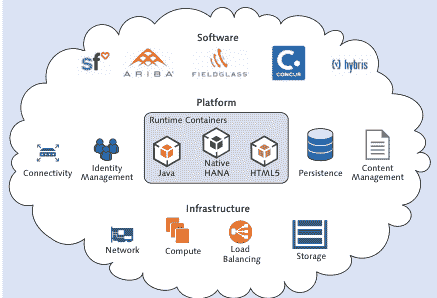 Software
sf
ARIBA
FIELDGLASS
C.
CONCUR
(y) hybris
Platform
Runtime Containers
Java
Native
HANA
HTML5
Connectivity
Identity
Management
Persistence
Content
Management
Infrastructure
Network
Compute
Load
Balancing
Storage